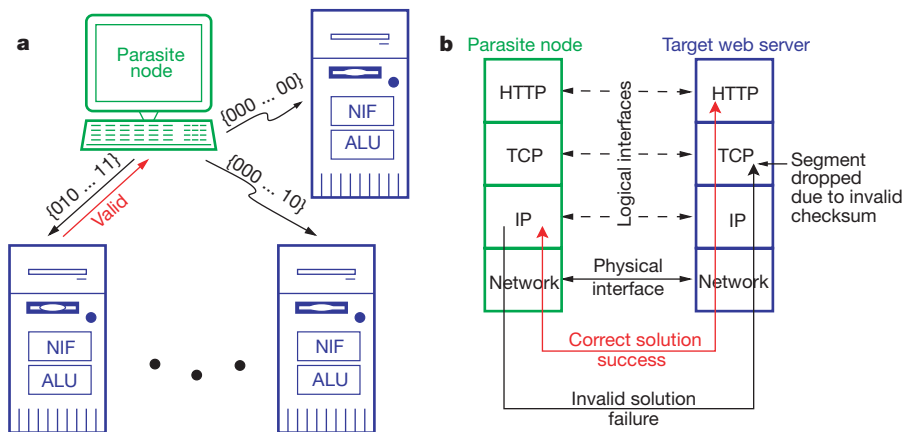 a
Parasite
node
{000 ... 00}
NIF
ALU
{010 ... 11}
Valid
{000 ... 10}
NIF
ALU
NIF
ALU
b
Parasite node
Target web server
HTTP
HTTP
TCP
TCP
IP
IP
Network
Network
Logical interfaces
Segment
dropped
due to invalid
checksum
Physical
interface
Correct solution
success
Invalid solution
failure